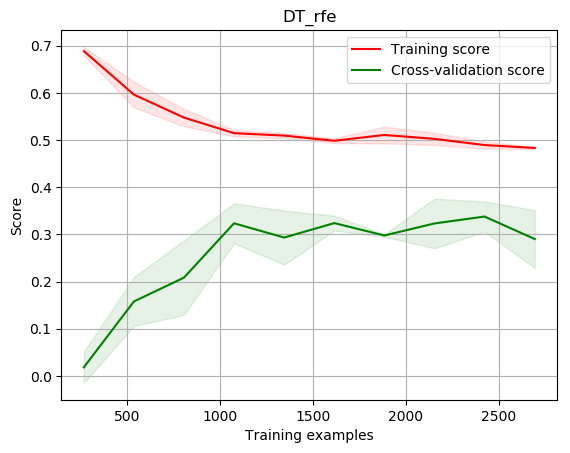 DT_rfe
Training score
Cross-validation score
0.7
0.6
0.5
0.4
0.3
0.2
0.1
0.0
Score
500
1000
1500
2000
2500
Training examples